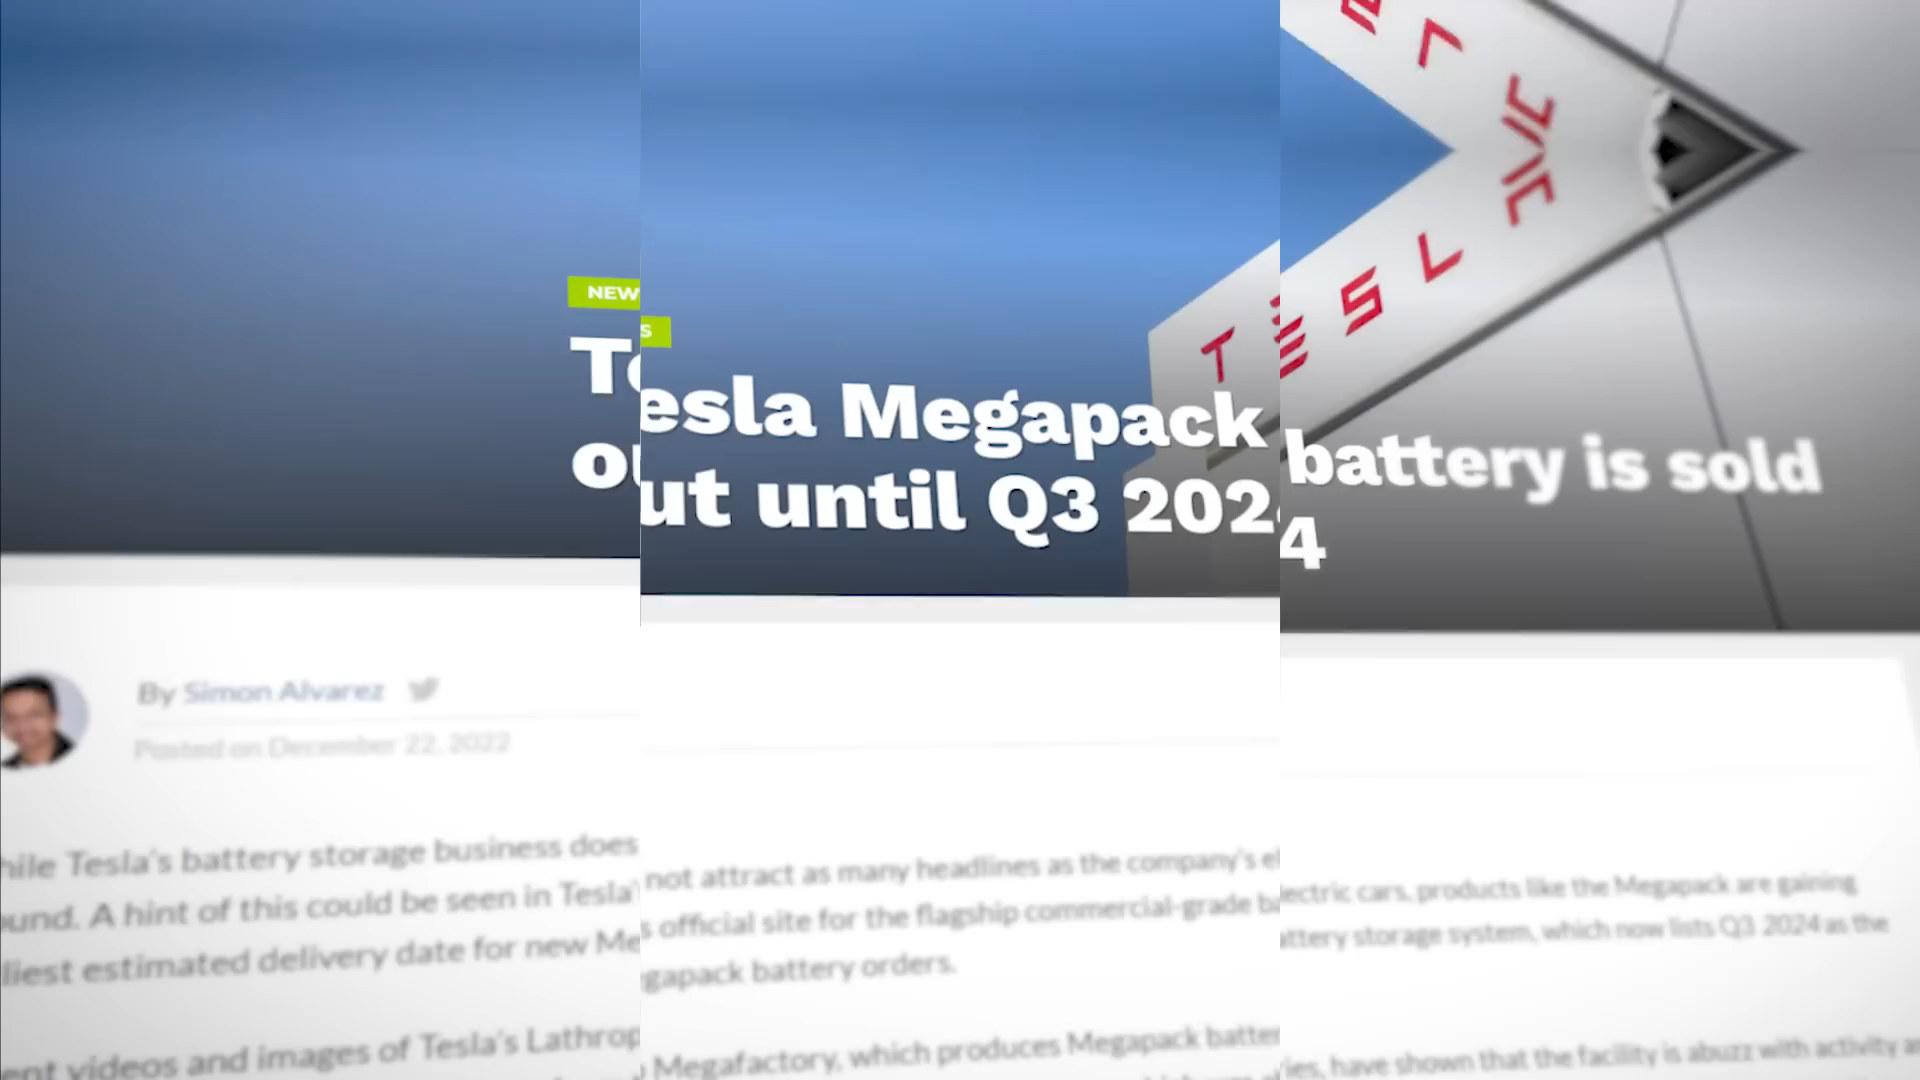 TESL
TESL
NEWS
Tesla Megapack battery is sold
out until Q3 2024
By Simon Alvarez
Posted on December 22, 2022
hile Tesla's battery storage business does not attract as many headlines as the company's electric cars, products like the Megapack are gaining
ound. A hint of this could be seen in Tesla's official site for the flagship commercial-grade battery storage system, which now lists Q3 2024 as the
liest estimated delivery date for new Megapack battery orders.
ent videos and images of Tesla's Lathrop Megafactory, which produces Megapack batteries, have shown that the facility is abuzz with activity